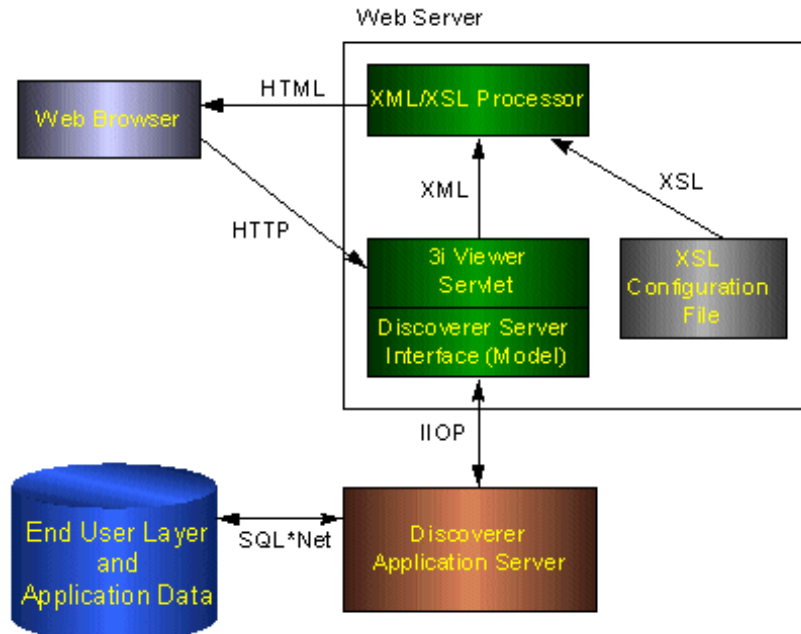 Web Server
HTML
XML/XSL Processor
Web Browser
XML
XSL
HTTP
3i Viewer
Servlet
XSL
Configuration
File
Discoverer Server
Interface (Model)
IIOP
End User Layer
and
Application Data
SQL*Net
Discoverer
Application Server